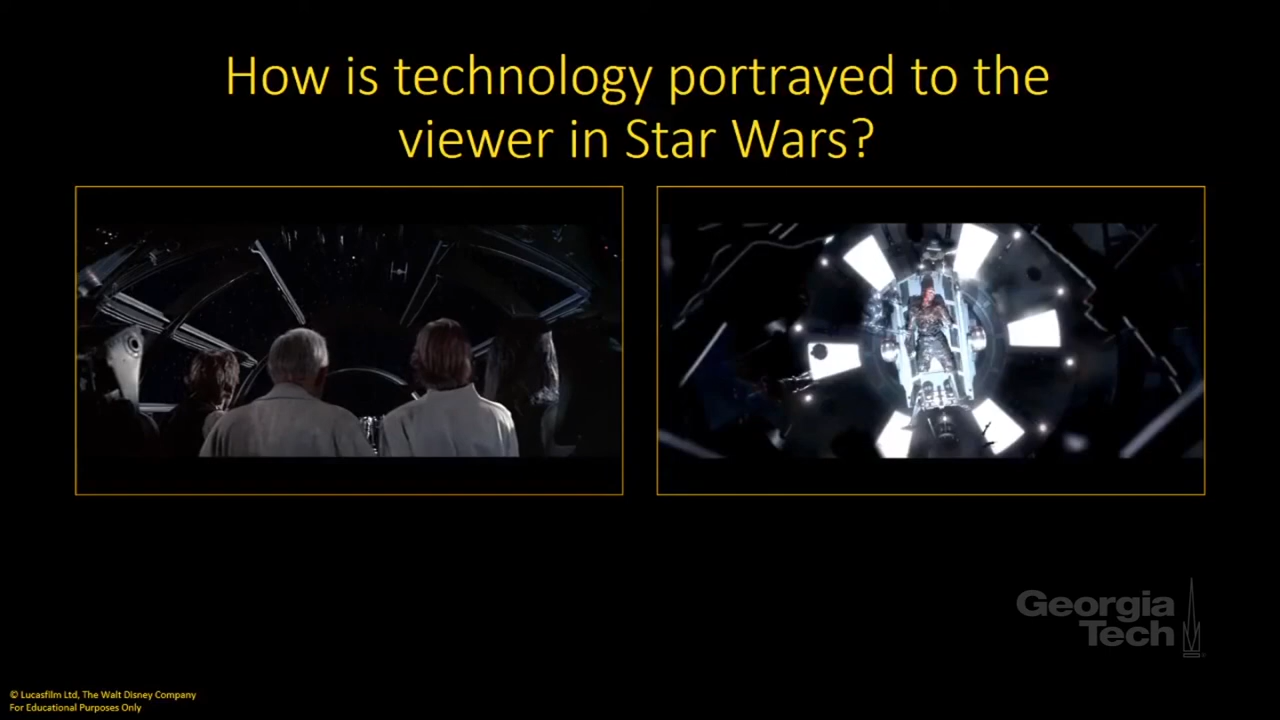 How is technology portrayed to the
viewer in Star Wars?
Georgia
Tech
© Lucasfilm Ltd, The Walt Disney Company
For Educational Purposes Only